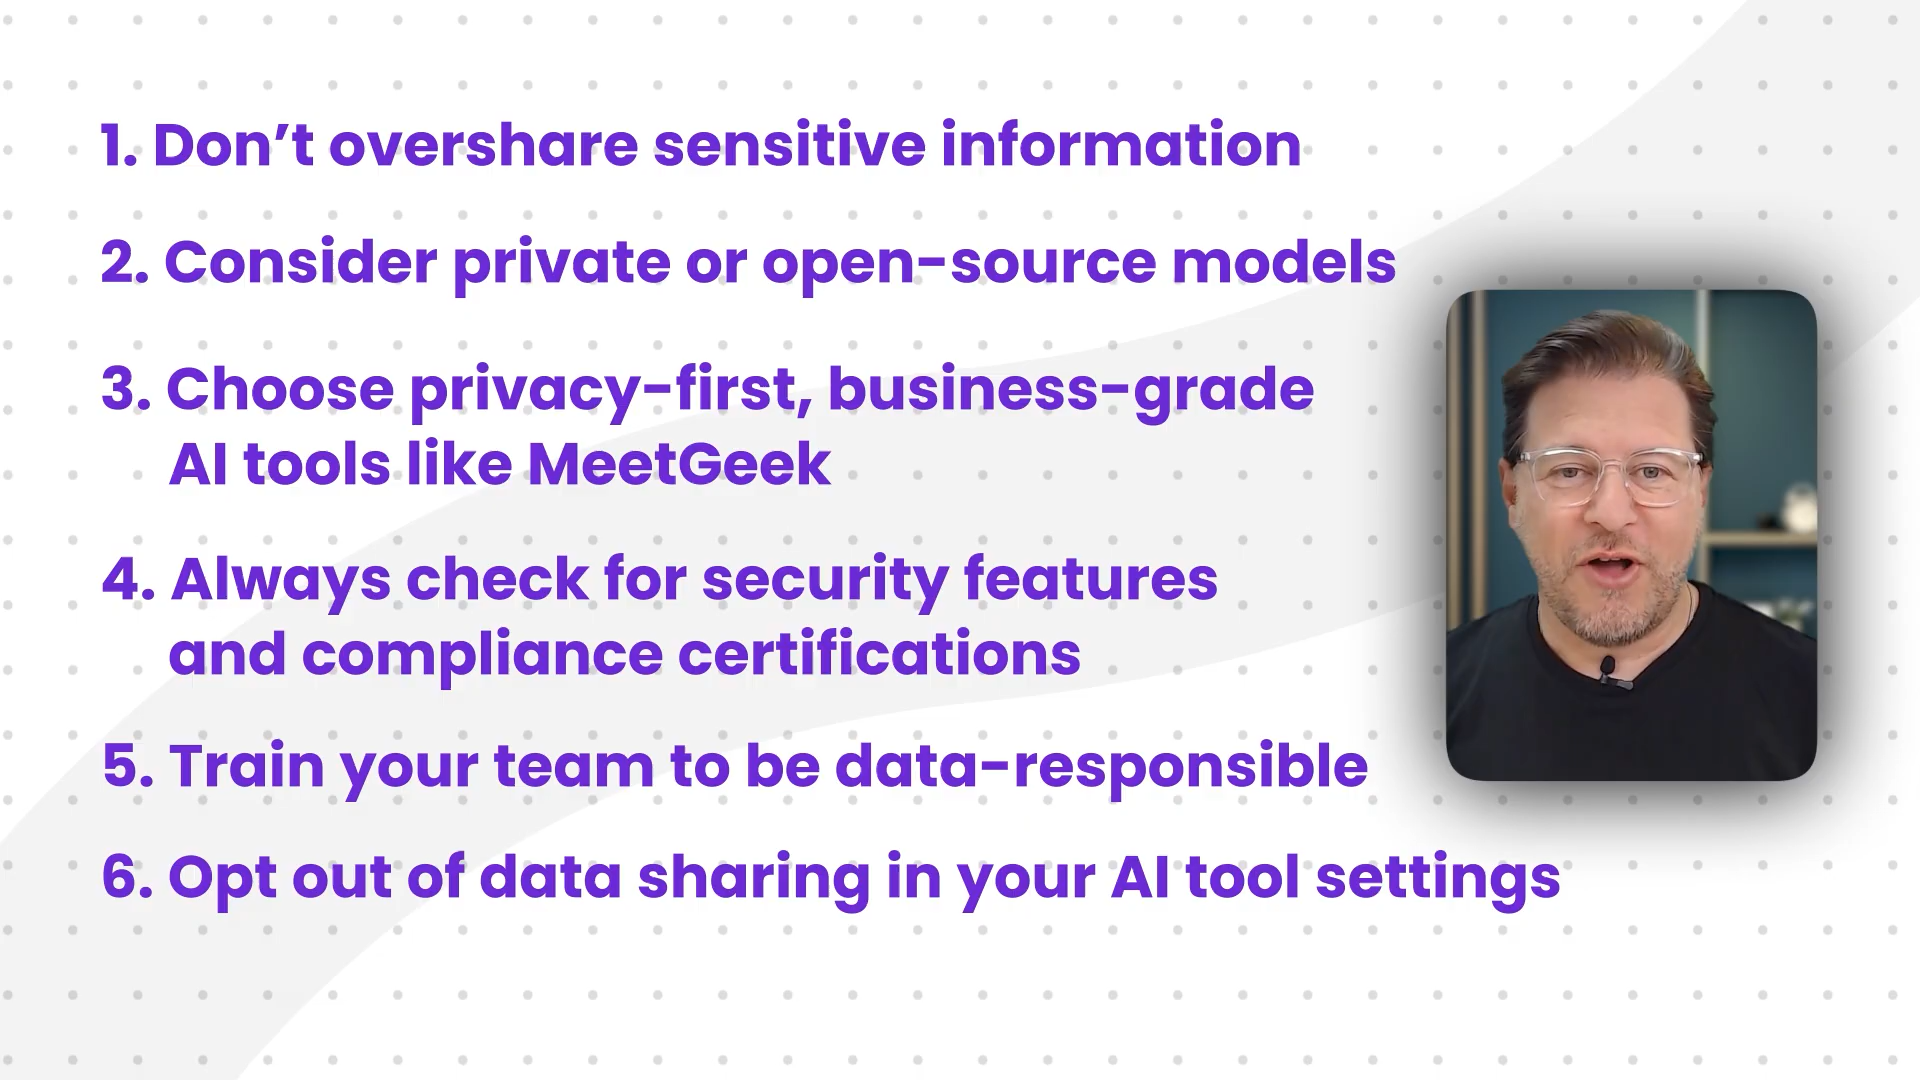 1. Don’t overshare sensitive information
2. Consider private or open-source models
3. Choose privacy-first, business-grade
AI tools like MeetGeek
4. Always check for security features
and compliance certifications
5. Train your team to be data-responsible
6. Opt out of data sharing in your AI tool settings